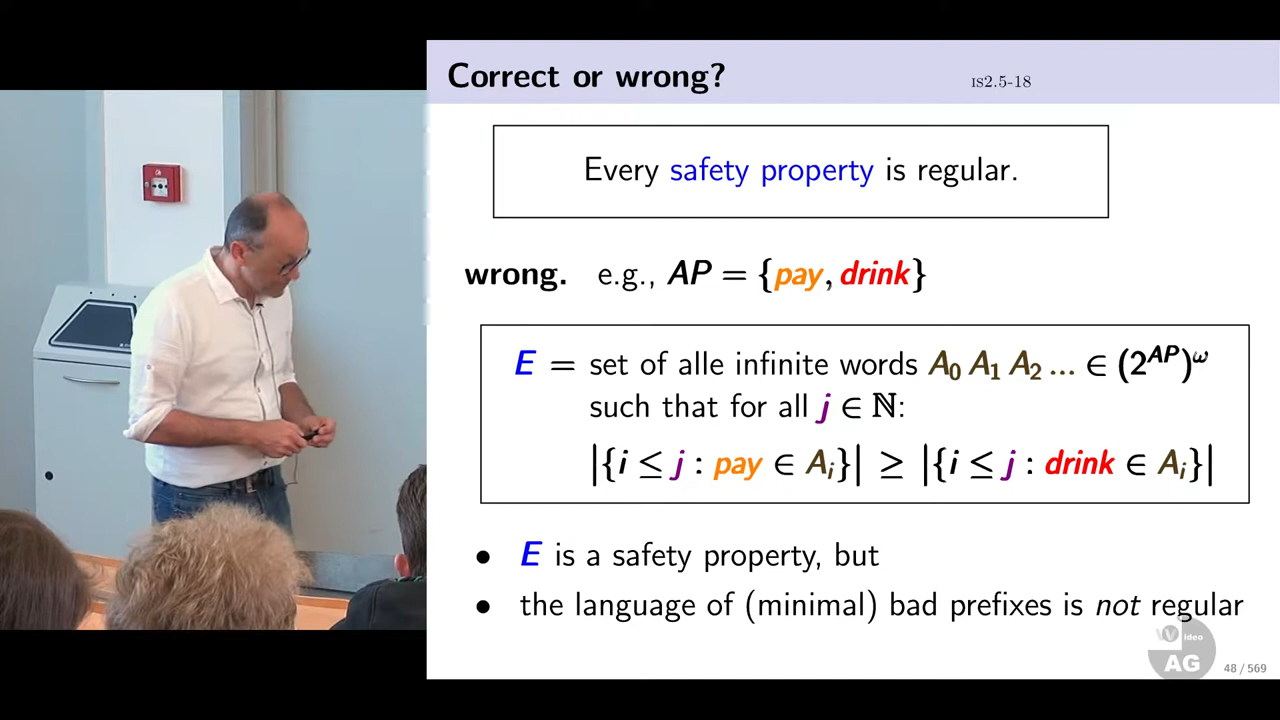 Correct or wrong?
IS2.5-18
Every safety property is regular.
wrong. e.g., AP = {pay, drink}
E = set of alle infinite words A₀ A₁ A₂ ... ∈ (2^AP)^ω
such that for all j ∈ ℕ:
|{i ≤ j : pay ∈ Aᵢ}| ≥ |{i ≤ j : drink ∈ Aᵢ}|
• E is a safety property, but
• the language of (minimal) bad prefixes is not regular
Video
AG
48 / 569